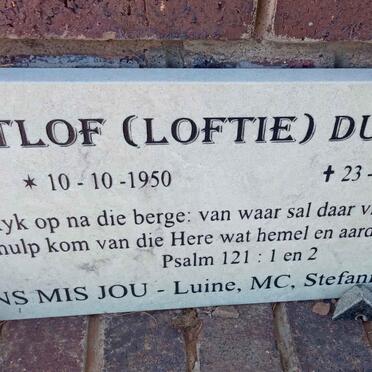 TLOF (LOFTIE) DU
* 10-10-1950 † 23-
yk op na die berge: van waar sal daar v
hulp kom van die Here wat hemel en aard
Psalm 121 : 1 en 2
NS MIS JOU - Luine, MC, Stefan